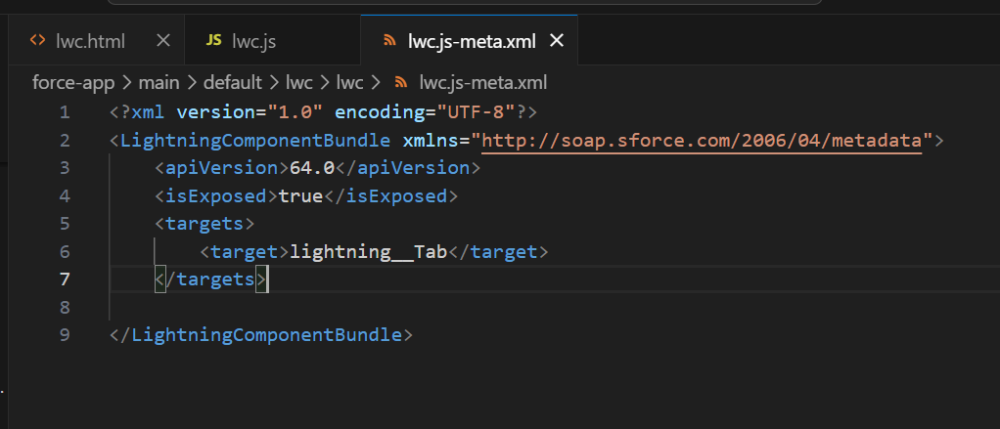 lwc.html
JS lwc.js
lwc.js-meta.xml
force-app > main > default > lwc > lwc > lwc.js-meta.xml
1 <?xml version="1.0" encoding="UTF-8"?>
2 <LightningComponentBundle xmlns="http://soap.sforce.com/2006/04/metadata">
3 <apiVersion>64.0</apiVersion>
4 <isExposed>true</isExposed>
5 <targets>
6 <target>lightning__Tab</target>
7 </targets>
8
9 </LightningComponentBundle>